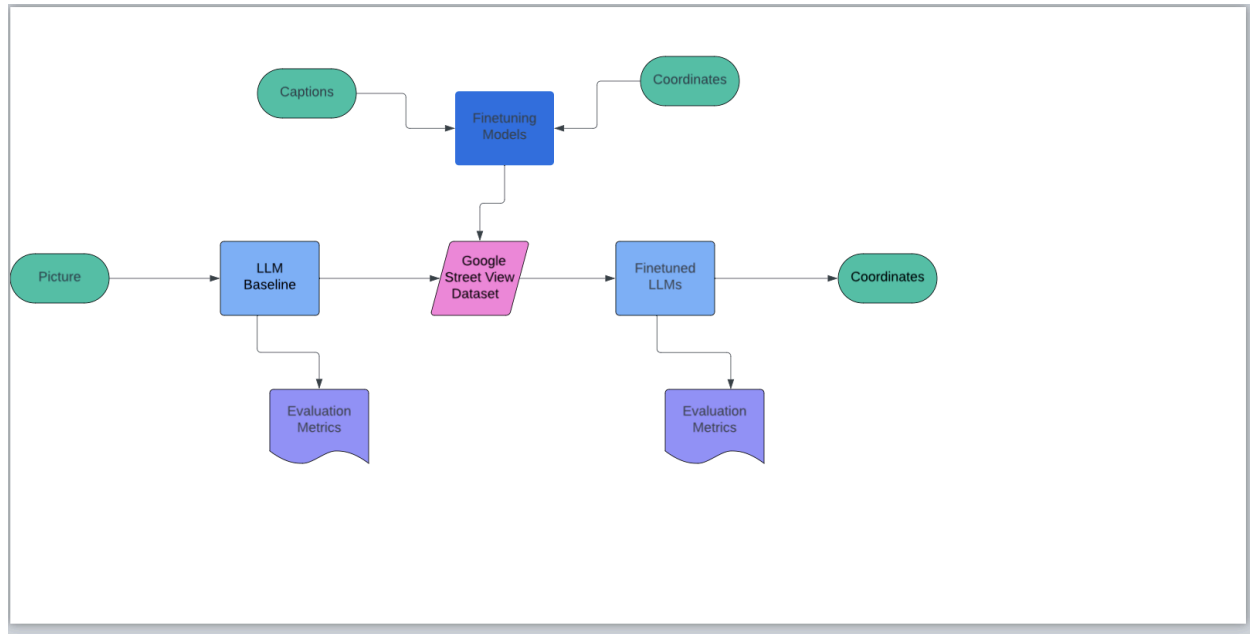 Captions
Coordinates
Finetuning
Models
Picture
LLM
Baseline
Google
Street View
Dataset
Finetuned
LLMs
Coordinates
Evaluation
Metrics
Evaluation
Metrics